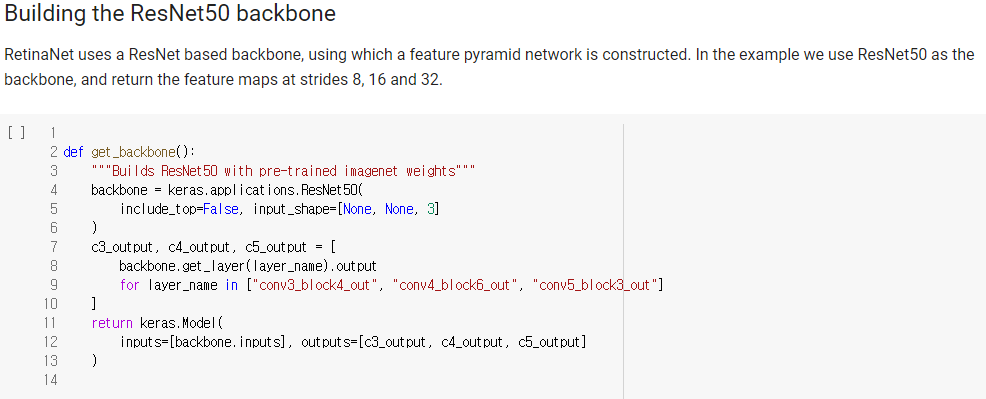 Building the ResNet50 backbone
RetinaNet uses a ResNet based backbone, using which a feature pyramid network is constructed. In the example we use ResNet50 as the
backbone, and return the feature maps at strides 8, 16 and 32.
[ ] 1
2 def get_backbone():
3     """Builds ResNet50 with pre-trained imagenet weights"""
4     backbone = keras.applications.ResNet50(
5         include_top=False, input_shape=[None, None, 3]
6     )
7     c3_output, c4_output, c5_output = [
8         backbone.get_layer(layer_name).output
9         for layer_name in ["conv3_block4_out", "conv4_block6_out", "conv5_block3_out"]
10     ]
11     return keras.Model(
12         inputs=[backbone.inputs], outputs=[c3_output, c4_output, c5_output]
13     )
14